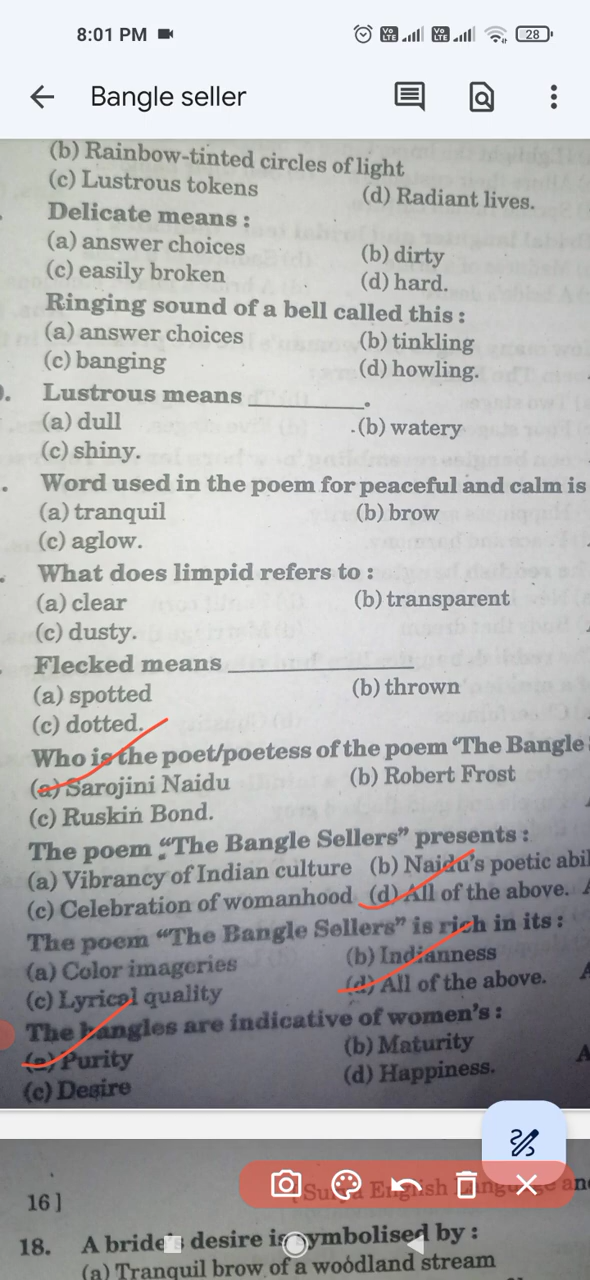 8:01 PM
Vo LTE
Vo LTE
28
Bangle seller
(b) Rainbow-tinted circles of light
(c) Lustrous tokens (d) Radiant lives.
Delicate means :
(a) answer choices (b) dirty
(c) easily broken (d) hard.
Ringing sound of a bell called this :
(a) answer choices (b) tinkling
(c) banging (d) howling.
. Lustrous means ________.
(a) dull (b) watery
(c) shiny.
. Word used in the poem for peaceful and calm is
(a) tranquil (b) brow
(c) aglow.
What does limpid refers to :
(a) clear (b) transparent
(c) dusty.
Flecked means ________
(a) spotted (b) thrown
(c) dotted.
Who is the poet/poetess of the poem ‘The Bangle
(a) Sarojini Naidu (b) Robert Frost
(c) Ruskin Bond.
The poem “The Bangle Sellers” presents :
(a) Vibrancy of Indian culture (b) Naidu’s poetic abil
(c) Celebration of womanhood (d) All of the above.
The poem “The Bangle Sellers” is rich in its :
(a) Color imageries (b) Indianness
(c) Lyrical quality (d) All of the above.
The bangles are indicative of women’s :
(a) Purity (b) Maturity
(c) Desire (d) Happiness.
16 ] English
18. A bride's desire is symbolised by :
(a) Tranquil brow of a woodland stream